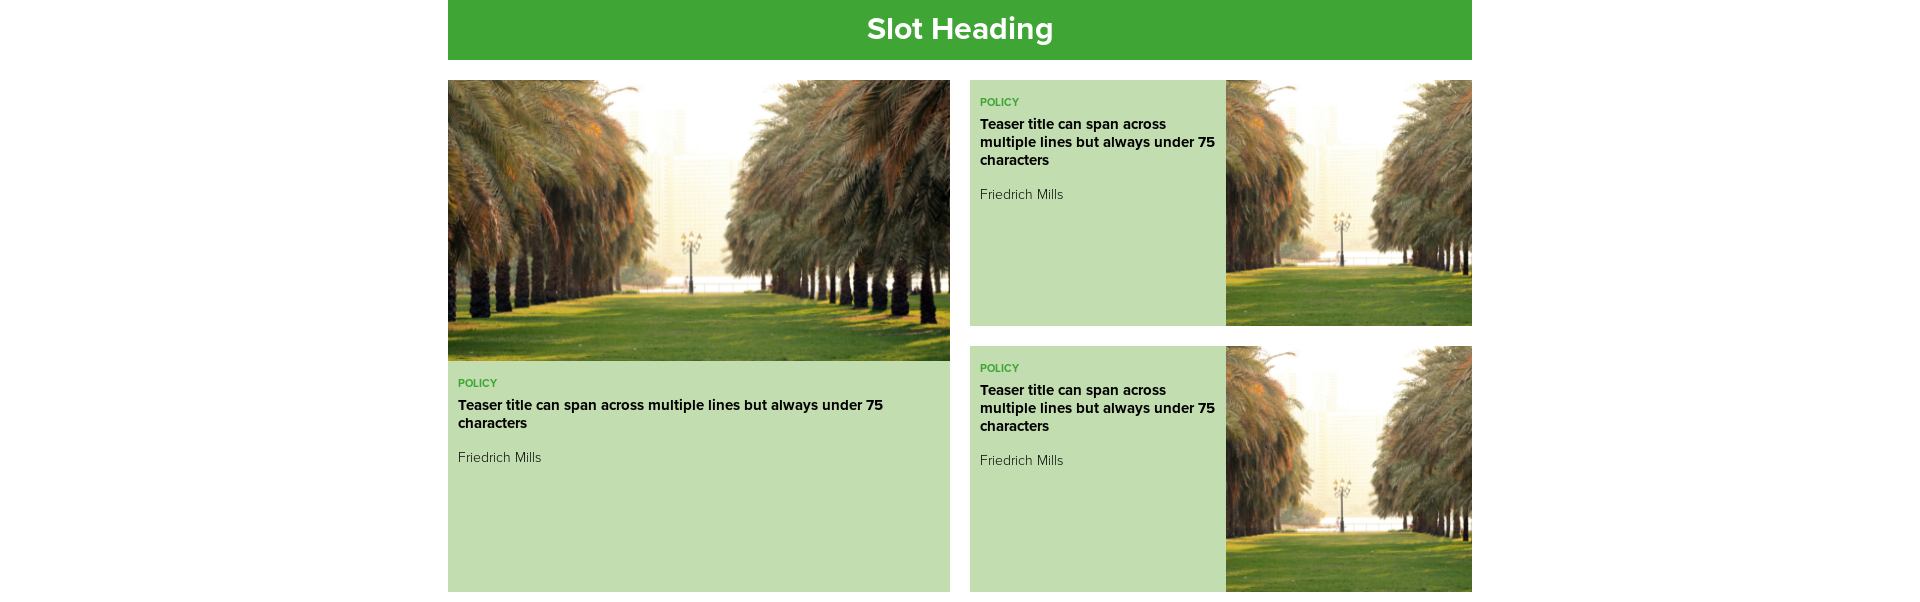 Slot Heading
POLICY
Teaser title can span across multiple lines but always under 75
characters
Friedrich Mills
POLICY
Teaser title can span across
multiple lines but always under 75
characters
Friedrich Mills
POLICY
Teaser title can span across
multiple lines but always under 75
characters
Friedrich Mills